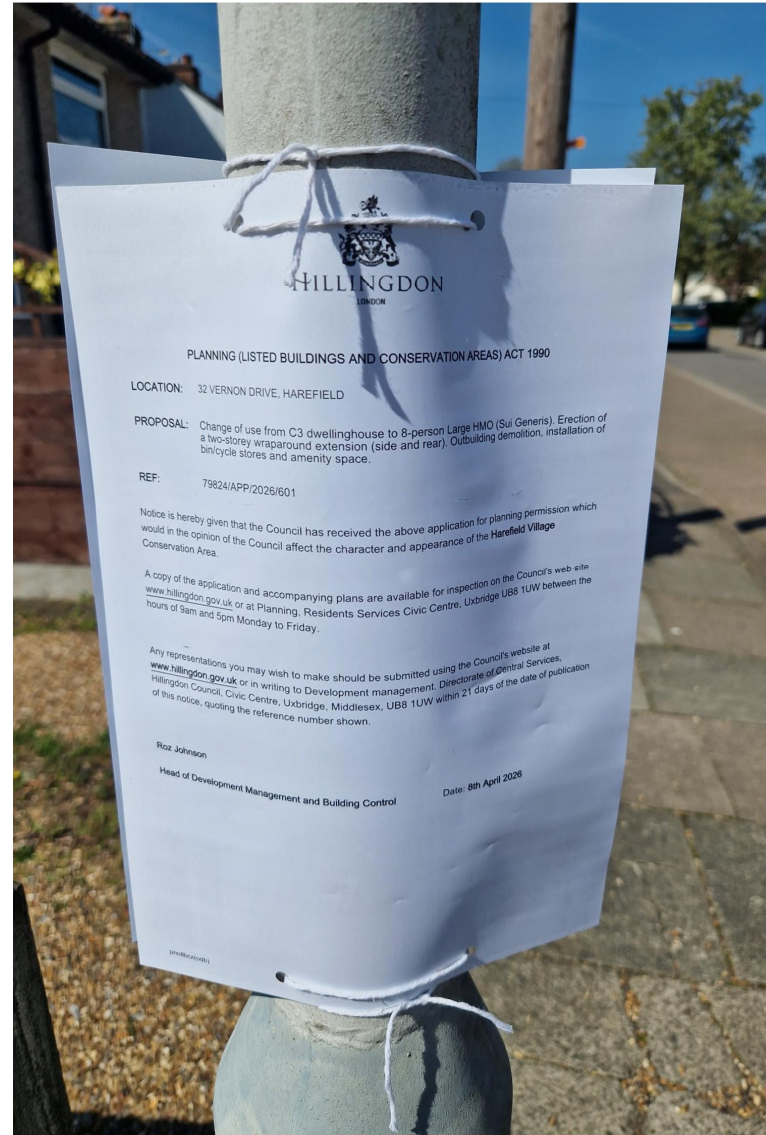 HILLINGDON
LONDON
PLANNING (LISTED BUILDINGS AND CONSERVATION AREAS) ACT 1990
LOCATION: 32 VERNON DRIVE, HAREFIELD
PROPOSAL: Change of use from C3 dwellinghouse to 8-person Large HMO (Sui Generis). Erection of
a two-storey wraparound extension (side and rear). Outbuilding demolition, installation of
bin/cycle stores and amenity space.
REF: 79824/APP/2026/601
Notice is hereby given that the Council has received the above application for planning permission which
would in the opinion of the Council affect the character and appearance of the Harefield Village
Conservation Area.
A copy of the application and accompanying plans are available for inspection on the Council's web site
www.hillingdon.gov.uk or at Planning, Residents Services Civic Centre, Uxbridge UB8 1UW between the
hours of 9am and 5pm Monday to Friday.
Any representations you may wish to make should be submitted using the Council's website at
www.hillingdon.gov.uk or in writing to Development management. Directorate of Central Services,
Hillingdon Council, Civic Centre, Uxbridge, Middlesex, UB8 1UW within 21 days of the date of publication
of this notice, quoting the reference number shown.
Roz Johnson
Head of Development Management and Building Control
Date: 8th April 2026